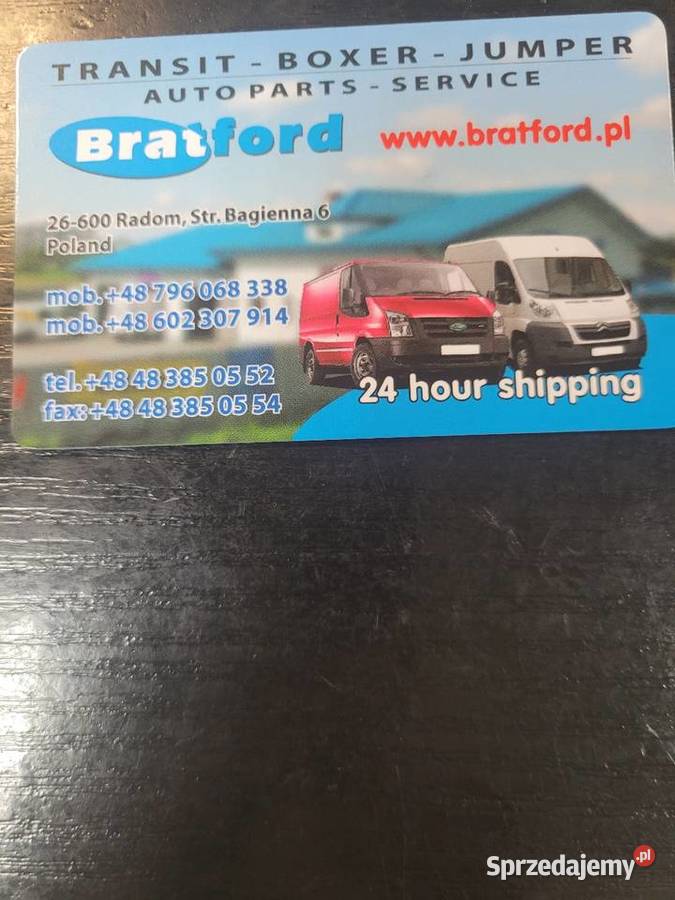 TRANSIT - BOXER - JUMPER
AUTO PARTS - SERVICE
Bratford www.bratford.pl
26-600 Radom, Str. Bagienna 6
Poland
mob.+48 796 068 338
mob.+48 602 307 914
tel.+48 48 385 05 52
fax:+48 48 385 05 54
24 hour shipping
Sprzedajemy.pl